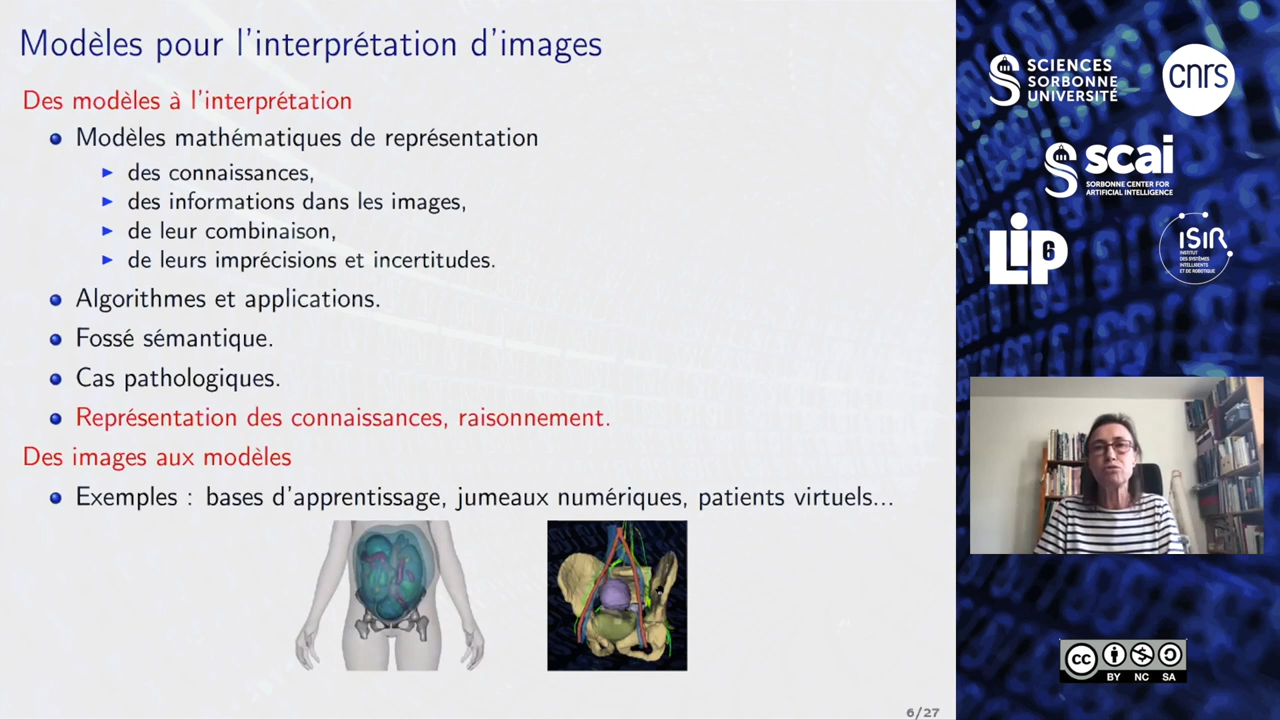 Modèles pour l'interprétation d'images
Des modèles à l'interprétation
Modèles mathématiques de représentation
des connaissances,
des informations dans les images,
de leur combinaison,
de leurs imprécisions et incertitudes.
Algorithmes et applications.
Fossé sémantique.
Cas pathologiques.
Représentation des connaissances, raisonnement.
Des images aux modèles
Exemples : bases d'apprentissage, jumeaux numériques, patients virtuels...
6/27
SCIENCES
SORBONNE
UNIVERSITÉ
cnrs
scai
SORBONNE CENTER FOR
ARTIFICIAL INTELLIGENCE
LIP6
ISIR
INSTITUT
DES SYSTÈMES
INTELLIGENTS
ET DE ROBOTIQUE
cc
BY NC SA